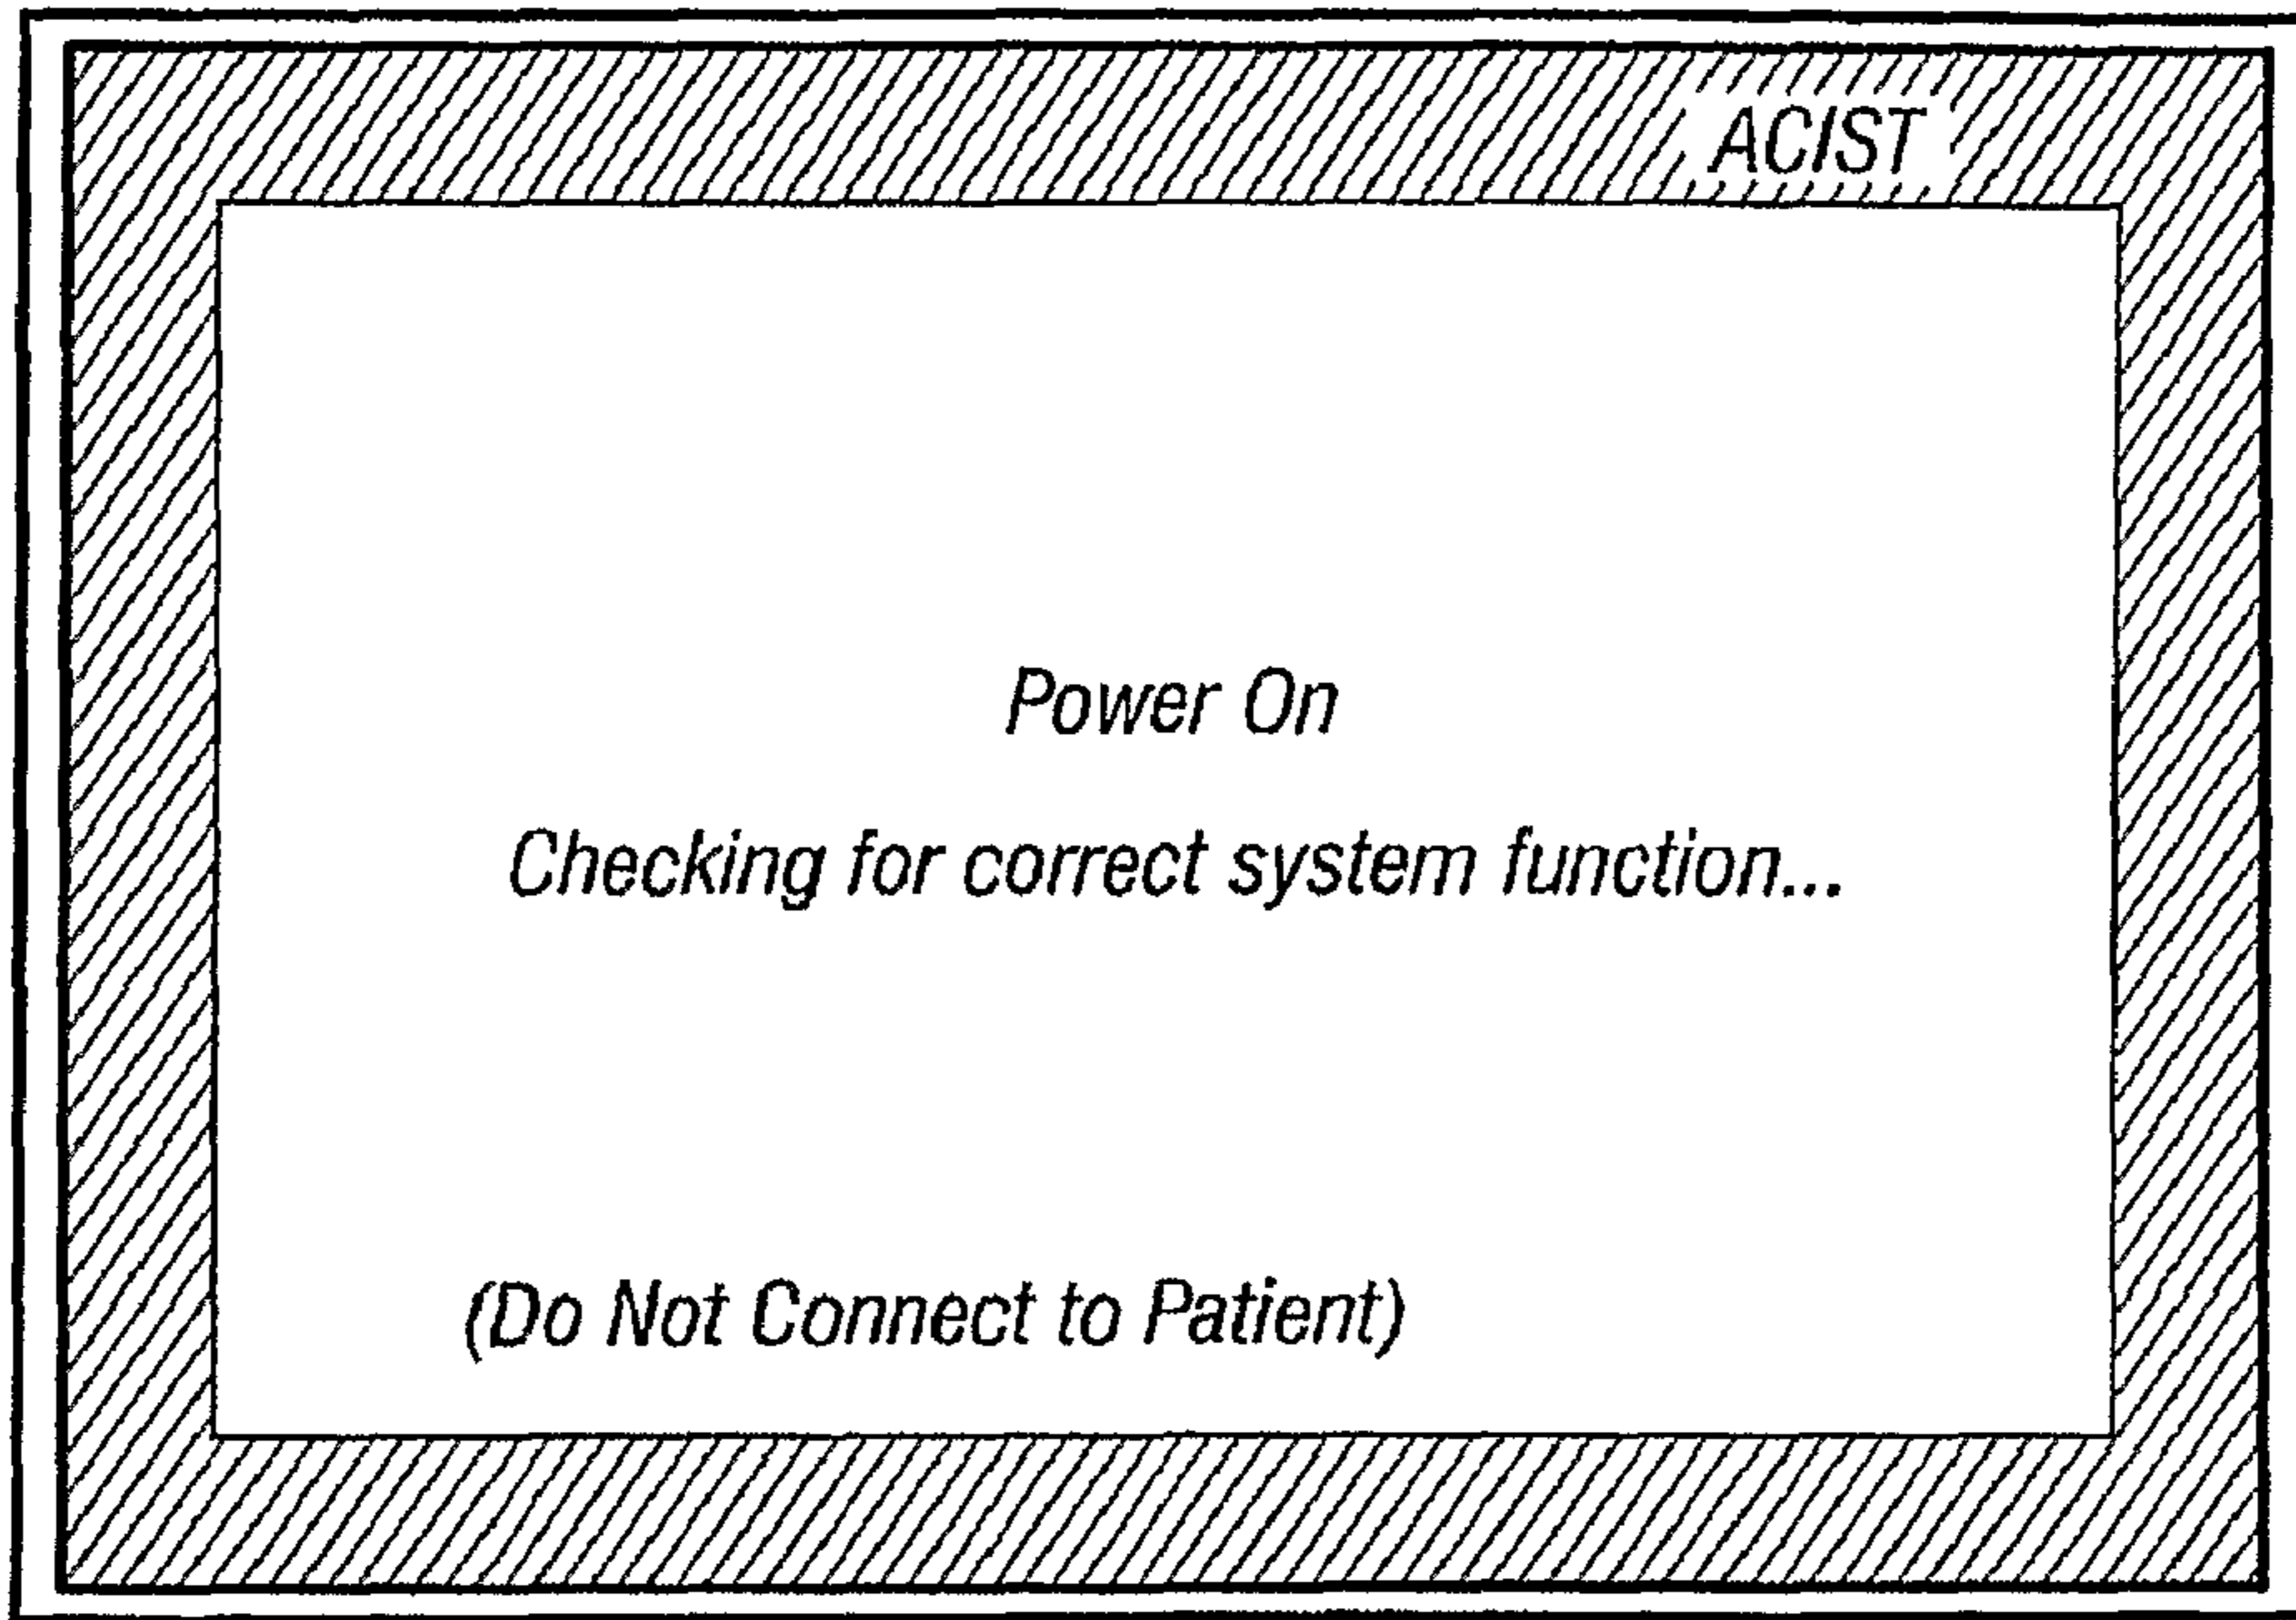 ACIST
Power On
Checking for correct system function...
(Do Not Connect to Patient)